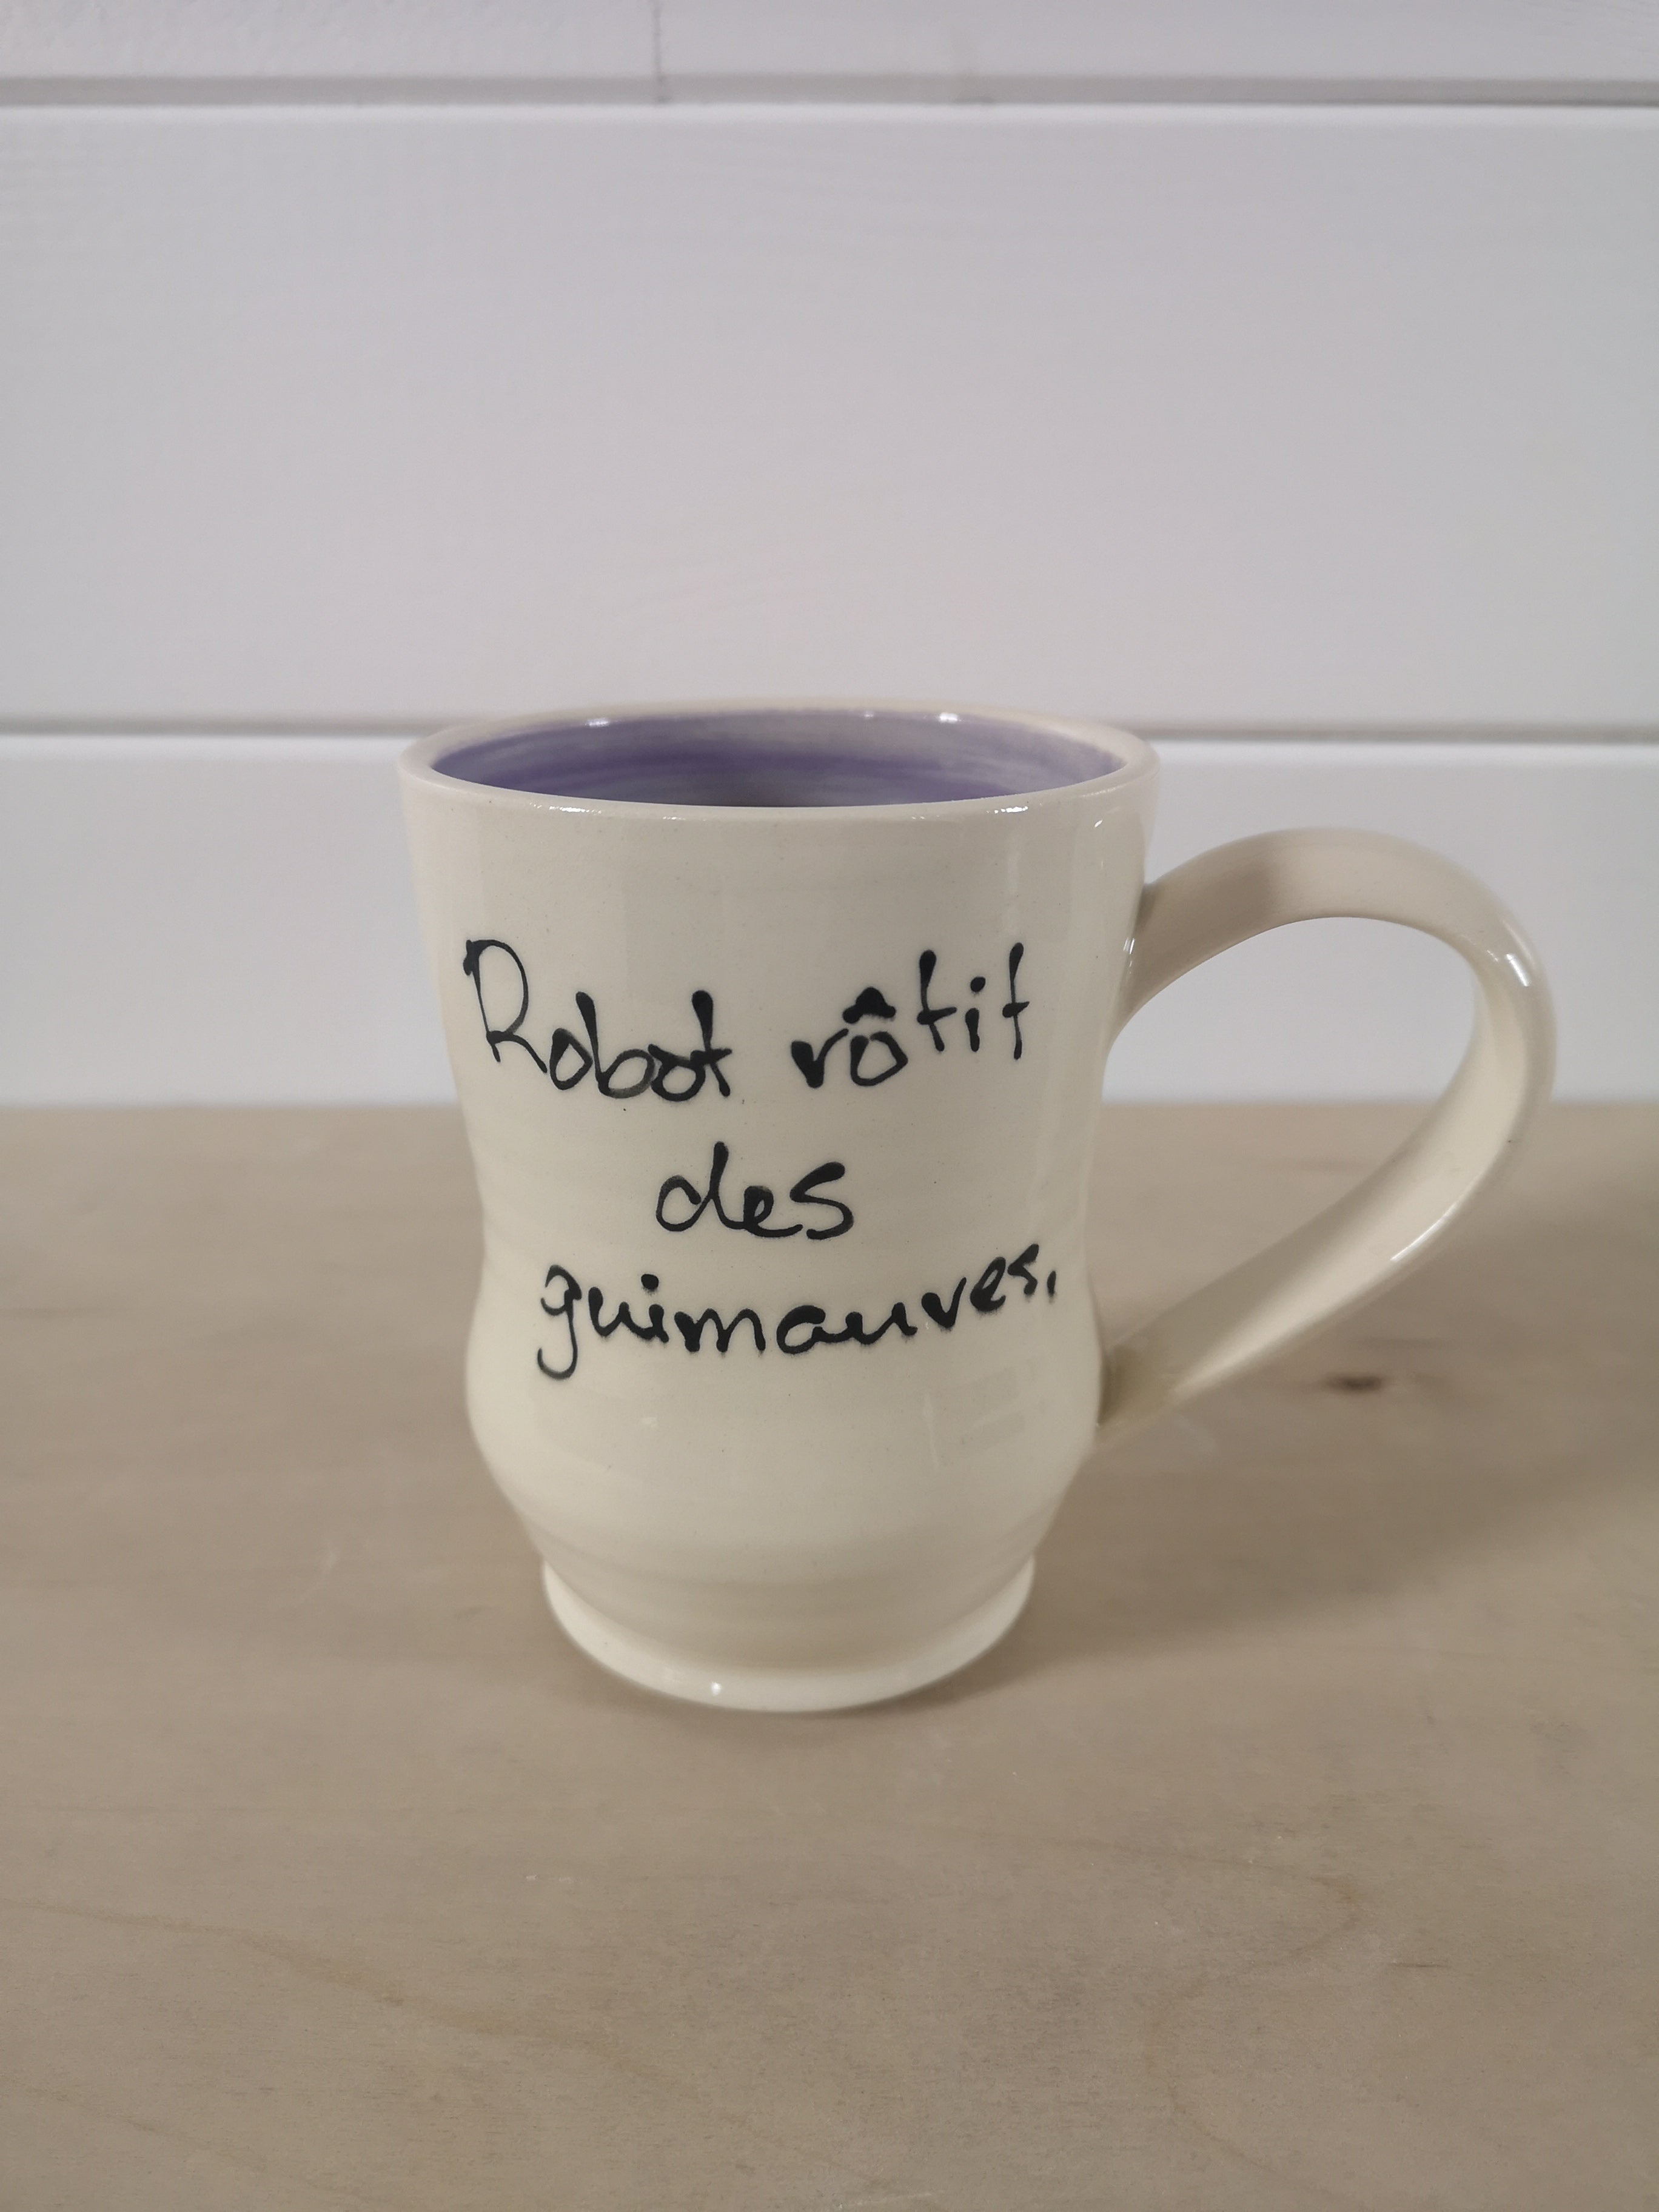 Robot rôtit
des
guimauves.